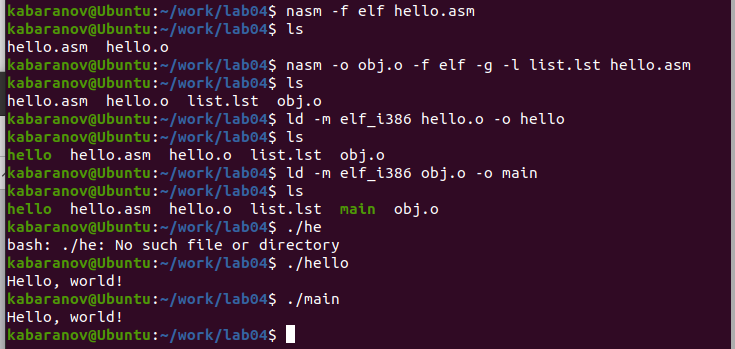 kabaranov@Ubuntu:~/work/lab04$ nasm -f elf hello.asm
kabaranov@Ubuntu:~/work/lab04$ ls
hello.asm  hello.o
kabaranov@Ubuntu:~/work/lab04$ nasm -o obj.o -f elf -g -l list.lst hello.asm
kabaranov@Ubuntu:~/work/lab04$ ls
hello.asm  hello.o  list.lst  obj.o
kabaranov@Ubuntu:~/work/lab04$ ld -m elf_i386 hello.o -o hello
kabaranov@Ubuntu:~/work/lab04$ ls
hello  hello.asm  hello.o  list.lst  obj.o
kabaranov@Ubuntu:~/work/lab04$ ld -m elf_i386 obj.o -o main
kabaranov@Ubuntu:~/work/lab04$ ls
hello  hello.asm  hello.o  list.lst  main  obj.o
kabaranov@Ubuntu:~/work/lab04$ ./he
bash: ./he: No such file or directory
kabaranov@Ubuntu:~/work/lab04$ ./hello
Hello, world!
kabaranov@Ubuntu:~/work/lab04$ ./main
Hello, world!
kabaranov@Ubuntu:~/work/lab04$